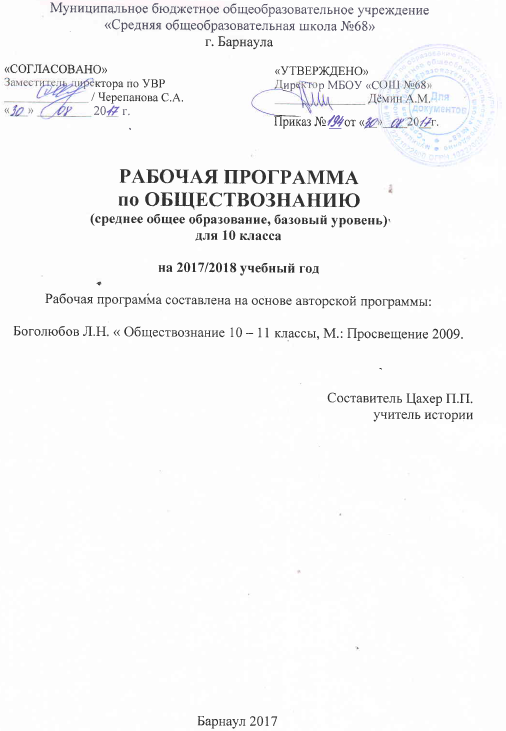 Муниципальное бюджетное общеобразовательное учреждение
«Средняя общеобразовательная школа №68»
г. Барнаула
«СОГЛАСОВАНО»
Заместитель директора по УВР
/ Черепанова С.А.
«30» 08 2017 г.
«УТВЕРЖДЕНО»
Директор МБОУ «СОШ №68»
Дёмин А.М.
Приказ №194 от «30» 08 2017г.
Для
документов
РАБОЧАЯ ПРОГРАММА
по ОБЩЕСТВОЗНАНИЮ
(среднее общее образование, базовый уровень)
для 10 класса
на 2017/2018 учебный год
Рабочая программа составлена на основе авторской программы:
Боголюбов Л.Н. « Обществознание 10 – 11 классы, М.: Просвещение 2009.
Составитель Цахер П.П.
учитель истории
Барнаул 2017